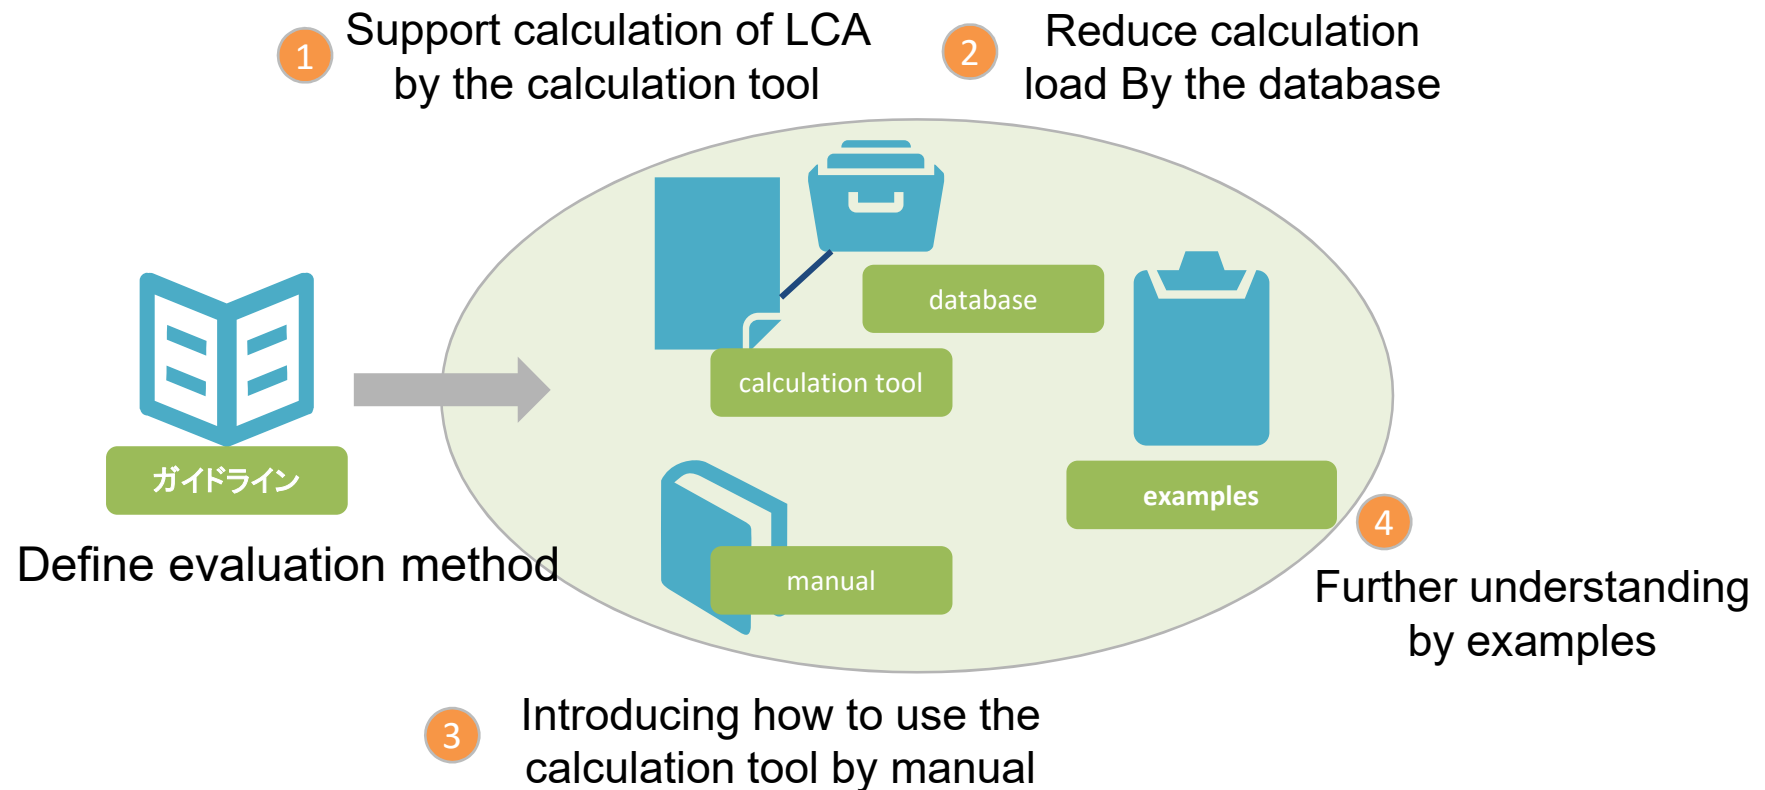 1
Support calculation of LCA
by the calculation tool
2
Reduce calculation
load By the database
database
calculation tool
ガイドライン
examples
Define evaluation method
manual
4
Further understanding
by examples
3
Introducing how to use the
calculation tool by manual